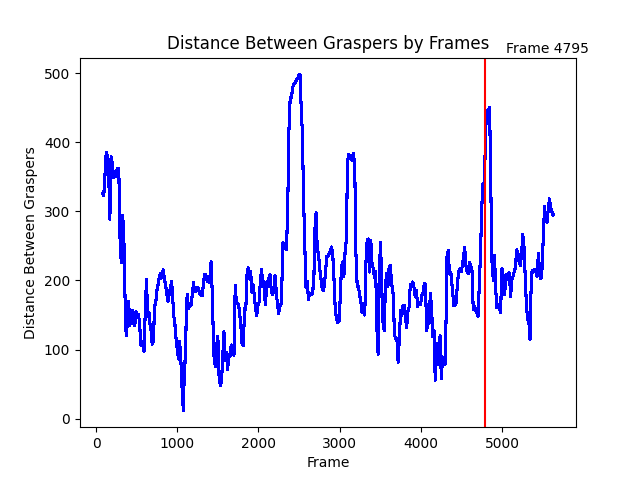 Distance Between Graspers by Frames
Frame 4795
Distance Between Graspers
500
400
300
200
100
0
0 1000 2000 3000 4000 5000
Frame